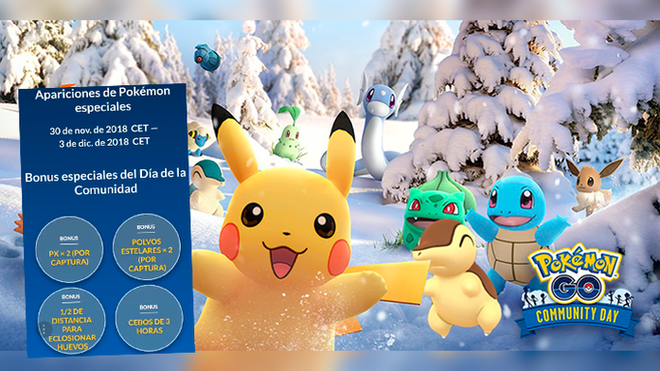 Apariciones de Pokémon
especiales
30 de nov. de 2018 CET —
3 de dic. de 2018 CET
Bonus especiales del Día de la
Comunidad
BONUS
PX × 2 (POR
CAPTURA)
BONUS
POLVOS
ESTELARES × 2
(POR
CAPTURA)
BONUS
1/2 DE
DISTANCIA
PARA
ECLOSIONAR
HUEVOS
BONUS
CEBOS DE 3
HORAS
POKÉMON
GO
COMMUNITY DAY